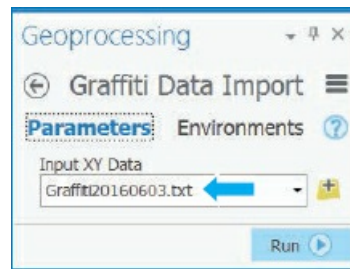 Geoprocessing
Graffiti Data Import
Parameters Environments
Input XY Data
Graffiti20160603.txt
Run